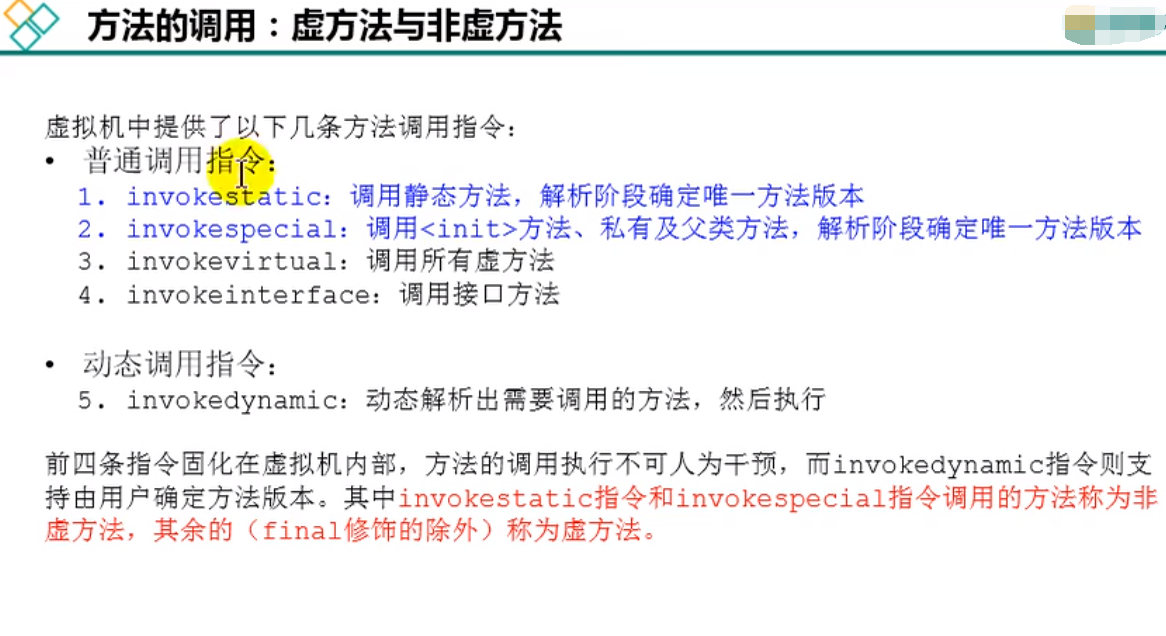 方法的调用：虚方法与非虚方法
虚拟机中提供了以下几条方法调用指令：
• 普通调用指令：
1. invokestatic：调用静态方法，解析阶段确定唯一方法版本
2. invokespecial：调用<init>方法、私有及父类方法，解析阶段确定唯一方法版本
3. invokevirtual：调用所有虚方法
4. invokeinterface：调用接口方法
• 动态调用指令：
5. invokedynamic：动态解析出需要调用的方法，然后执行
前四条指令固化在虚拟机内部，方法的调用执行不可人为干预，而invokedynamic指令则支
持由用户确定方法版本。其中invokestatic指令和invokespecial指令调用的方法称为非
虚方法，其余的（final修饰的除外）称为虚方法。